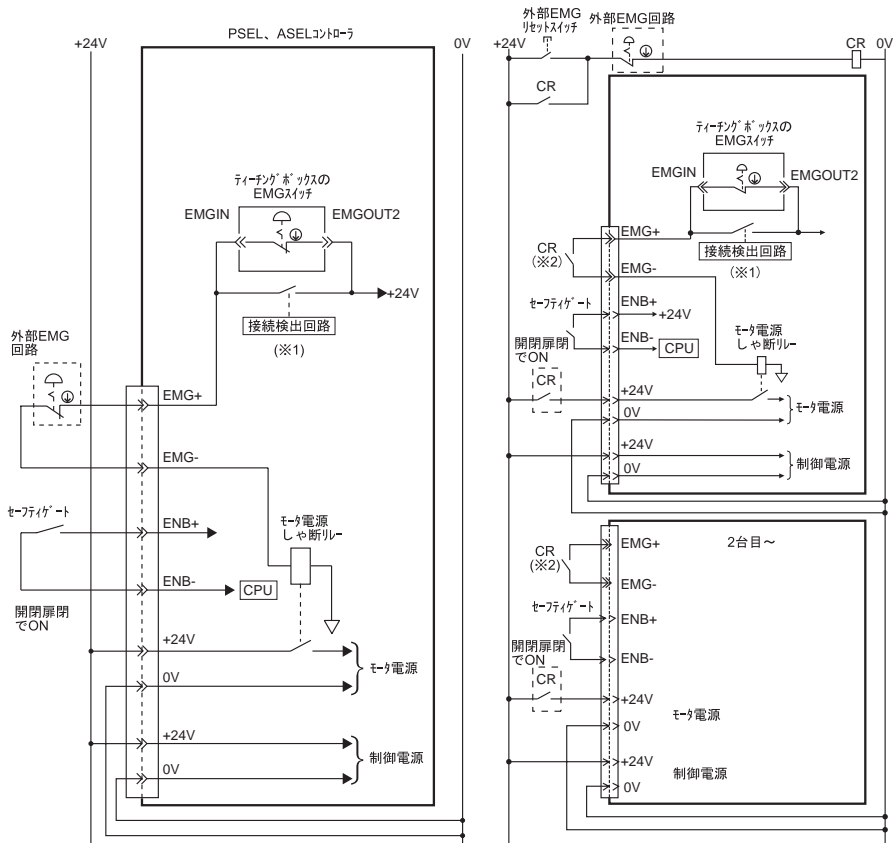 +24V
PSEL、ASELｺﾝﾄﾛｰﾗ
0V
ﾃｨｰﾁﾝｸﾞﾎﾞｯｸｽの
EMGｽｲｯﾁ
EMGIN
EMGOUT2
+24V
接続検出回路
(※1)
外部EMG
回路
EMG+
EMG-
ｾｰﾌﾃｨｹﾞｰﾄ
ENB+
ﾓｰﾀ電源
しゃ断ﾘﾚｰ
ENB-
CPU
開閉扉閉
でON
+24V
0V
ﾓｰﾀ電源
+24V
0V
制御電源
外部EMG
ﾘｾｯﾄｽｲｯﾁ
外部EMG回路
+24V
CR
0V
CR
ﾃｨｰﾁﾝｸﾞﾎﾞｯｸｽの
EMGｽｲｯﾁ
EMGIN
EMGOUT2
EMG+
CR
(※2)
接続検出回路
(※1)
EMG-
ｾｰﾌﾃｨｹﾞｰﾄ
ENB+
+24V
開閉扉閉
でON
ENB-
CPU
ﾓｰﾀ電源
しゃ断ﾘﾚｰ
CR
+24V
0V
ﾓｰﾀ電源
+24V
0V
制御電源
2台目～
CR
(※2)
EMG+
EMG-
ｾｰﾌﾃｨｹﾞｰﾄ
ENB+
開閉扉閉
でON
ENB-
CR
+24V
ﾓｰﾀ電源
0V
+24V
制御電源
0V